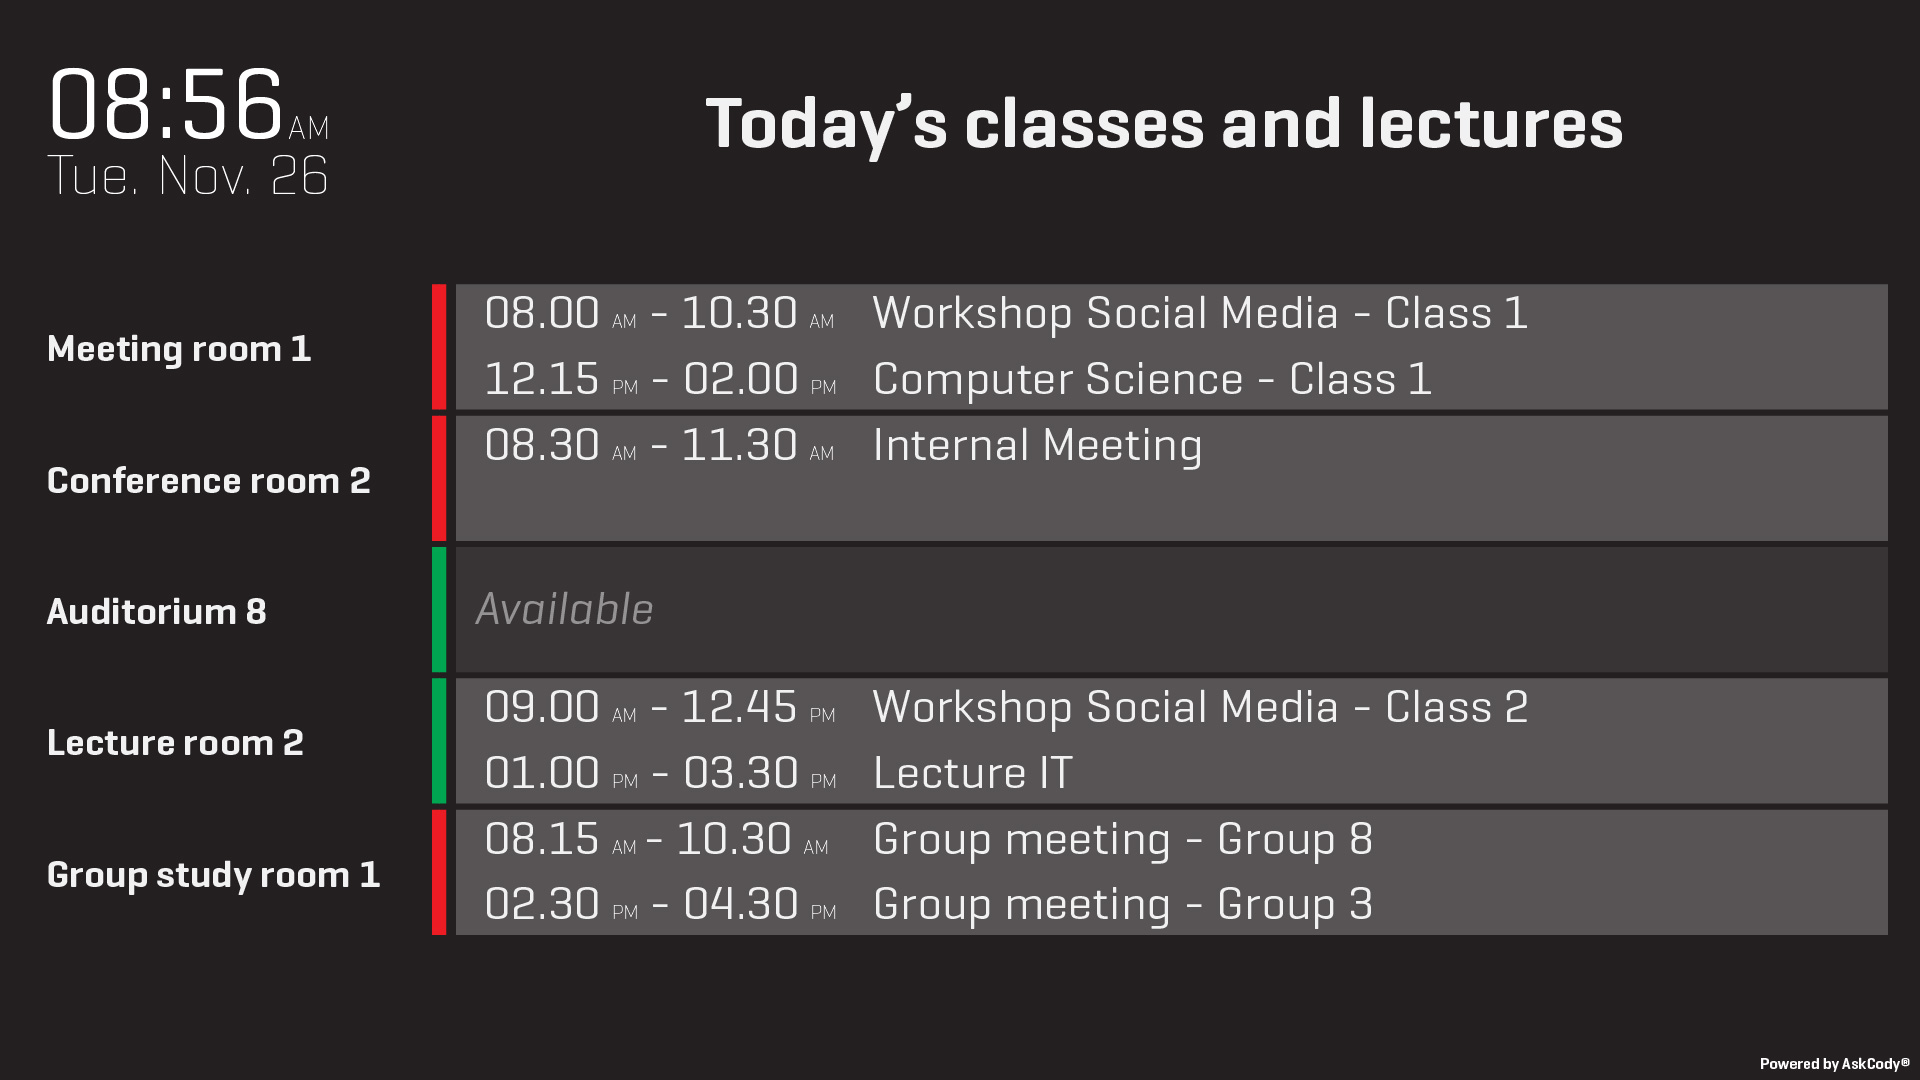 08:56 AM
Tue. Nov. 26
Today’s classes and lectures
Meeting room 1
08.00 AM - 10.30 AM Workshop Social Media - Class 1
12.15 PM - 02.00 PM Computer Science - Class 1
Conference room 2
08.30 AM - 11.30 AM Internal Meeting
Auditorium 8
Available
Lecture room 2
09.00 AM - 12.45 PM Workshop Social Media - Class 2
01.00 PM - 03.30 PM Lecture IT
Group study room 1
08.15 AM - 10.30 AM Group meeting - Group 8
02.30 PM - 04.30 PM Group meeting - Group 3
Powered by AskCody®